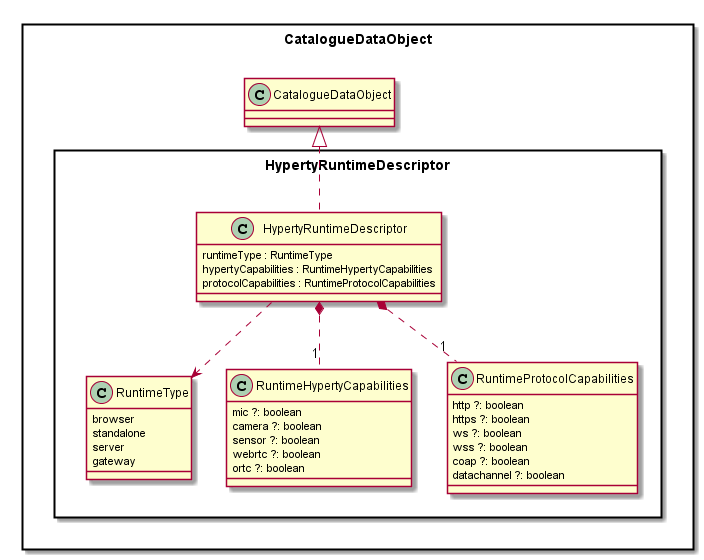 CatalogueDataObject
C CatalogueDataObject
HypertyRuntimeDescriptor
C HypertyRuntimeDescriptor
runtimeType : RuntimeType
hypertyCapabilities : RuntimeHypertyCapabilities
protocolCapabilities : RuntimeProtocolCapabilities
1
1
C RuntimeType
browser
standalone
server
gateway
C RuntimeHypertyCapabilities
mic ?: boolean
camera ?: boolean
sensor ?: boolean
webrtc ?: boolean
ortc ?: boolean
C RuntimeProtocolCapabilities
http ?: boolean
https ?: boolean
ws ?: boolean
wss ?: boolean
coap ?: boolean
datachannel ?: boolean